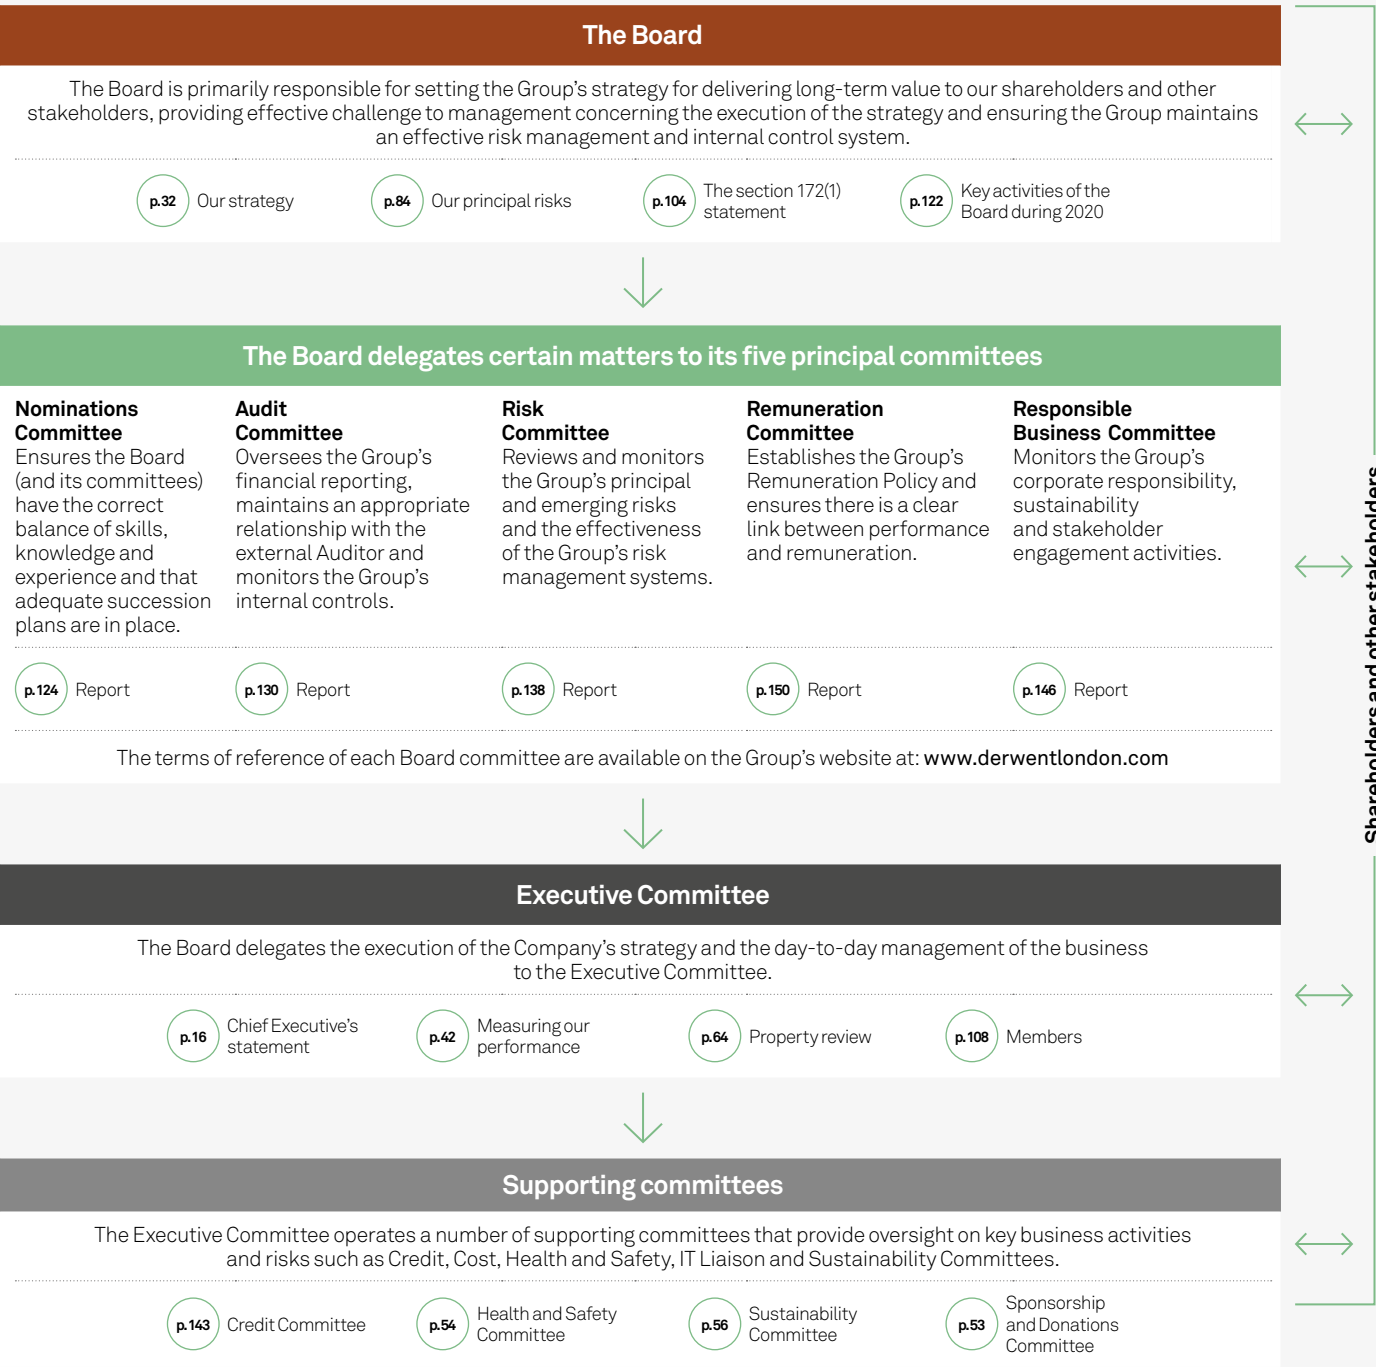 The Board
The Board is primarily responsible for setting the Group's strategy for delivering long-term value to our shareholders and other
stakeholders, providing effective challenge to management concerning the execution of the strategy and ensuring the Group maintains
an effective risk management and internal control system.
p.32 Our strategy
p.84 Our principal risks
p.104 The section 172(1)
statement
p.122 Key activities of the
Board during 2020
The Board delegates certain matters to its five principal committees
Nominations
Committee
Ensures the Board
(and its committees)
have the correct
balance of skills,
knowledge and
experience and that
adequate succession
plans are in place.
p.124 Report
Audit
Committee
Oversees the Group's
financial reporting,
maintains an appropriate
relationship with the
external Auditor and
monitors the Group's
internal controls.
p.130 Report
Risk
Committee
Reviews and monitors
the Group's principal
and emerging risks
and the effectiveness
of the Group's risk
management systems.
p.138 Report
Remuneration
Committee
Establishes the Group's
Remuneration Policy and
ensures there is a clear
link between performance
and remuneration.
p.150 Report
Responsible
Business Committee
Monitors the Group's
corporate responsibility,
sustainability
and stakeholder
engagement activities.
p.146 Report
The terms of reference of each Board committee are available on the Group's website at: www.derwentlondon.com
Executive Committee
The Board delegates the execution of the Company's strategy and the day-to-day management of the business
to the Executive Committee.
p.16 Chief Executive's
statement
p.42 Measuring our
performance
p.64 Property review
p.108 Members
Supporting committees
The Executive Committee operates a number of supporting committees that provide oversight on key business activities
and risks such as Credit, Cost, Health and Safety, IT Liaison and Sustainability Committees.
p.143 Credit Committee
p.54 Health and Safety
Committee
p.56 Sustainability
Committee
p.53 Sponsorship
and Donations
Committee
Shareholders and other stakeholders